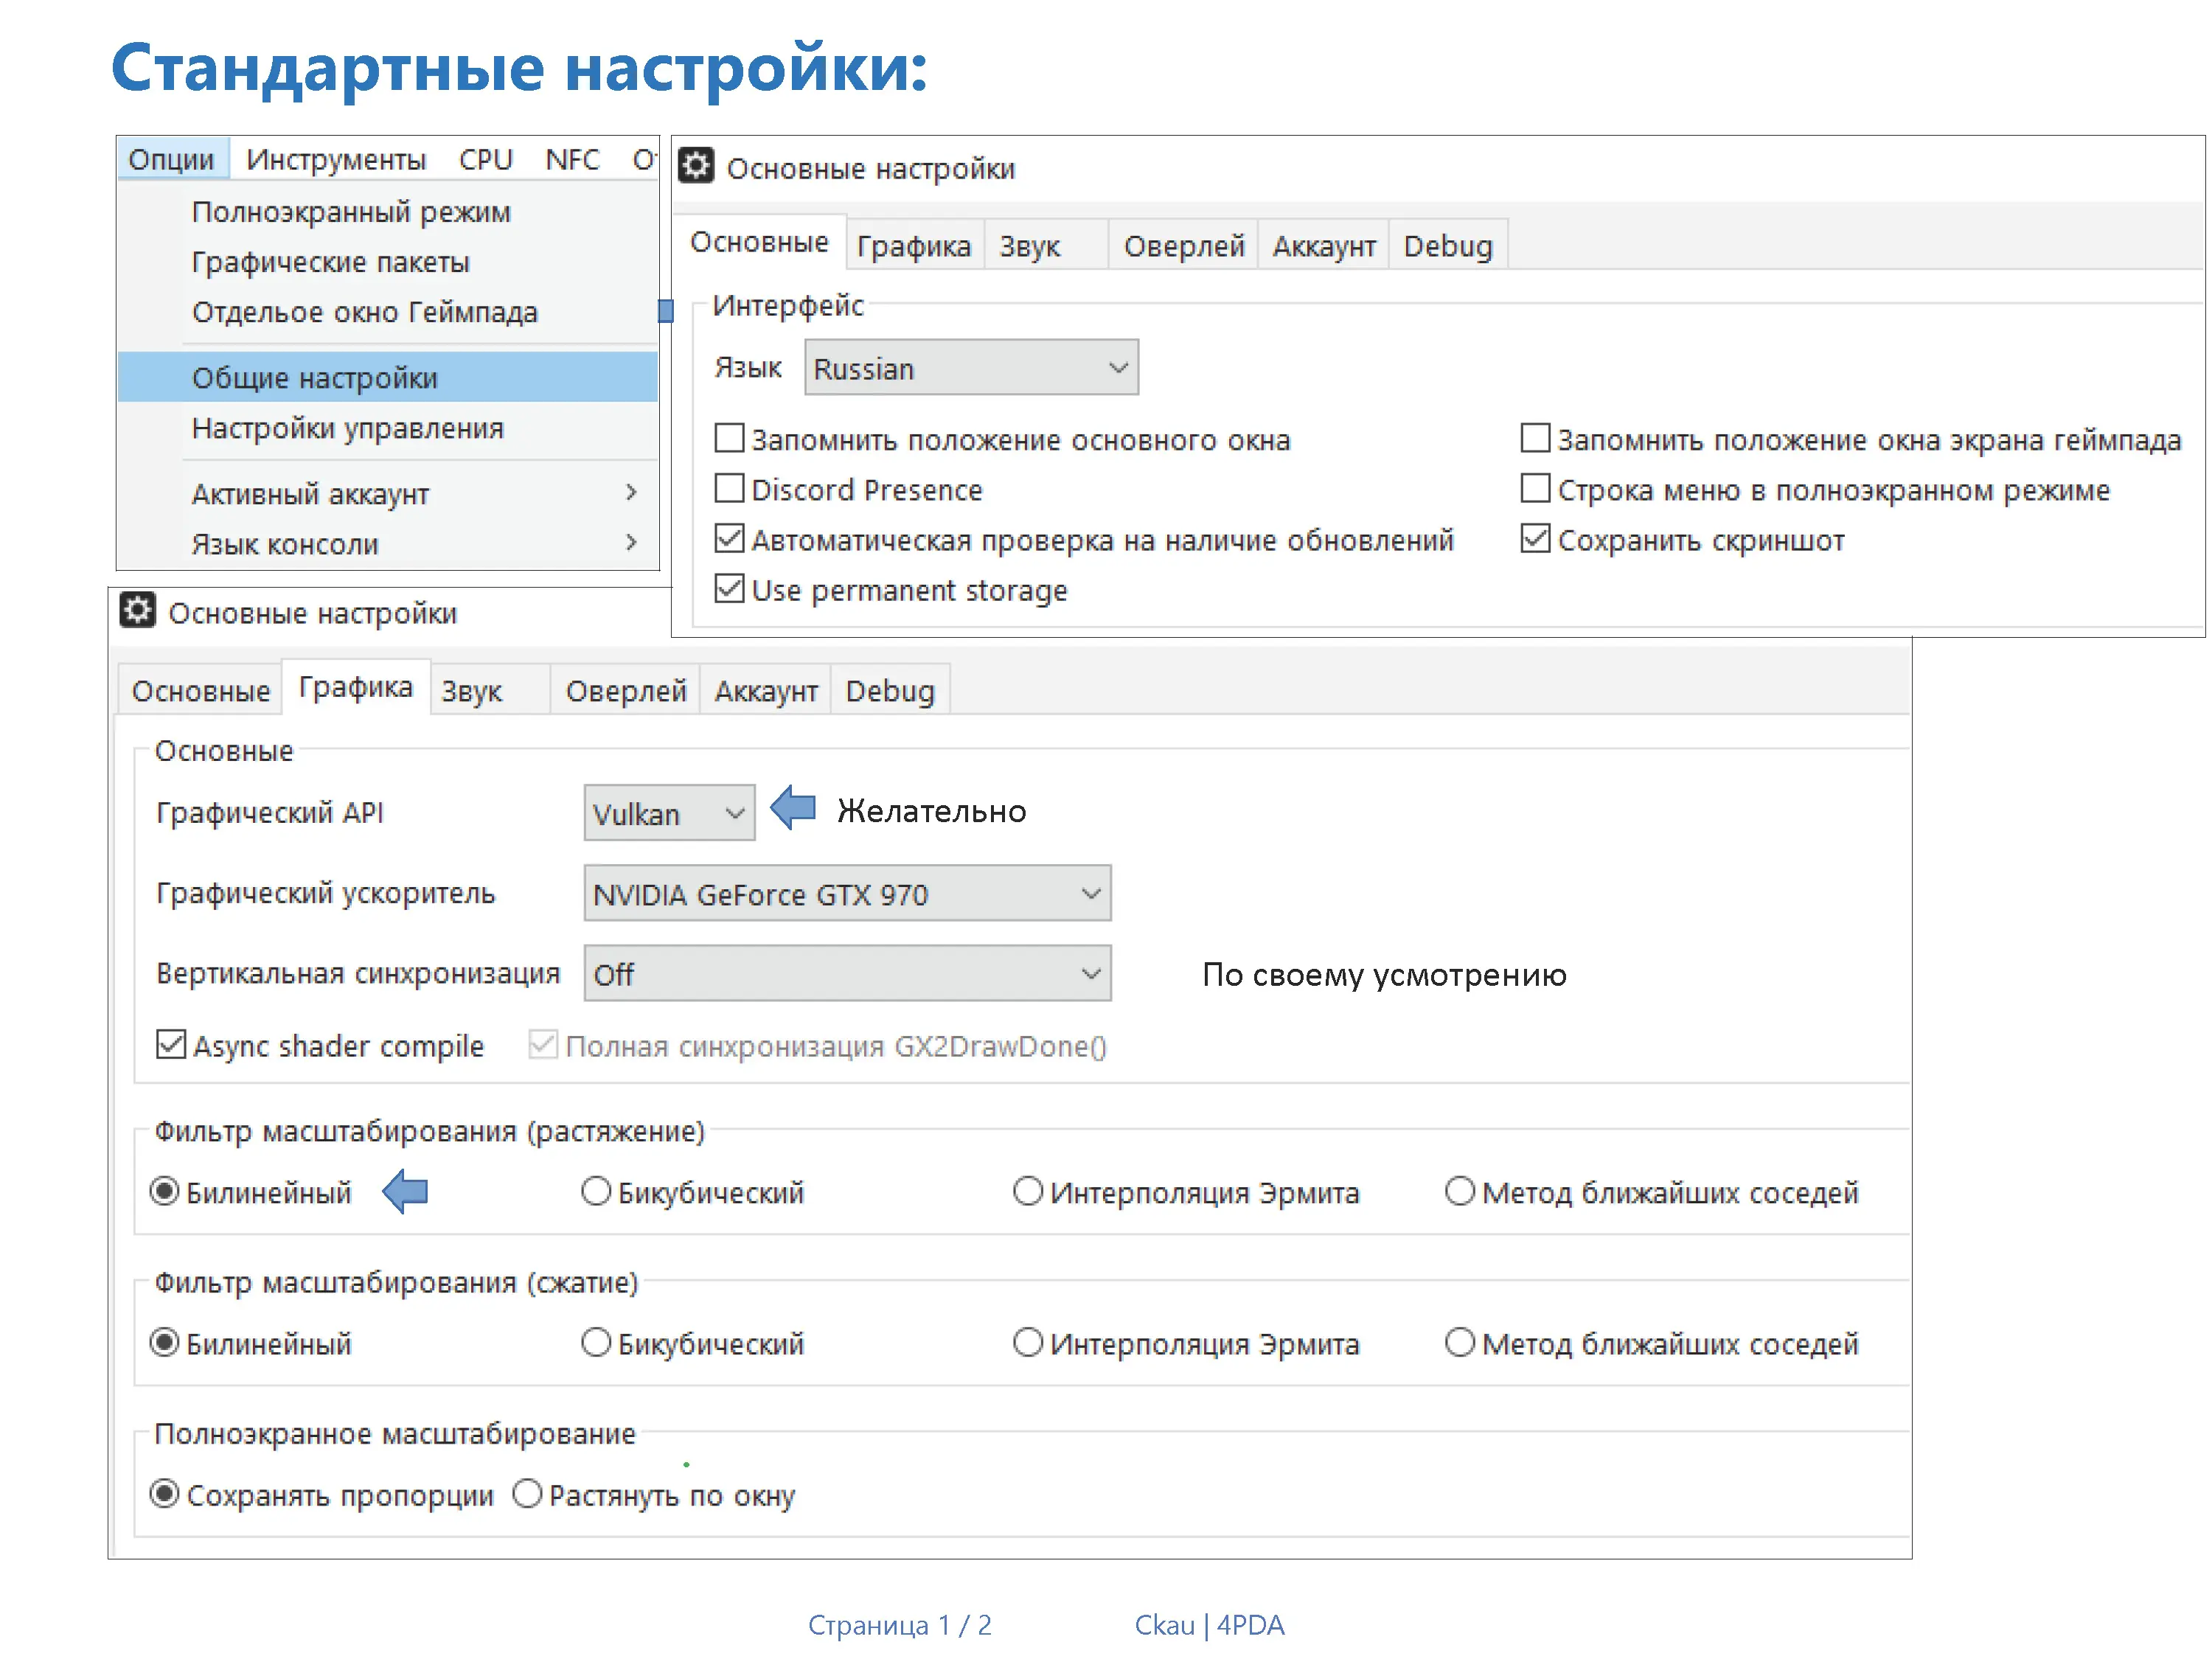 Стандартные настройки:
Опции Инструменты CPU NFC
Полноэкранный режим
Графические пакеты
Отдельое окно Геймпада
Общие настройки
Настройки управления
Активный аккаунт
Язык консоли
Основные настройки
Основные Графика Звук Оверлей Аккаунт Debug
Интерфейс
Язык Russian
Запомнить положение основного окна Запомнить положение окна экрана геймпада
Discord Presence Строка меню в полноэкранном режиме
Автоматическая проверка на наличие обновлений Сохранить скриншот
Use permanent storage
Основные настройки
Основные Графика Звук Оверлей Аккаунт Debug
Основные
Графический API Vulkan Желательно
Графический ускоритель NVIDIA GeForce GTX 970
Вертикальная синхронизация Off По своему усмотрению
Async shader compile Полная синхронизация GX2DrawDone()
Фильтр масштабирования (растяжение)
Билинейный Бикубический Интерполяция Эрмита Метод ближайших соседей
Фильтр масштабирования (сжатие)
Билинейный Бикубический Интерполяция Эрмита Метод ближайших соседей
Полноэкранное масштабирование
Сохранять пропорции Растянуть по окну
Страница 1 / 2 Ckau | 4PDA